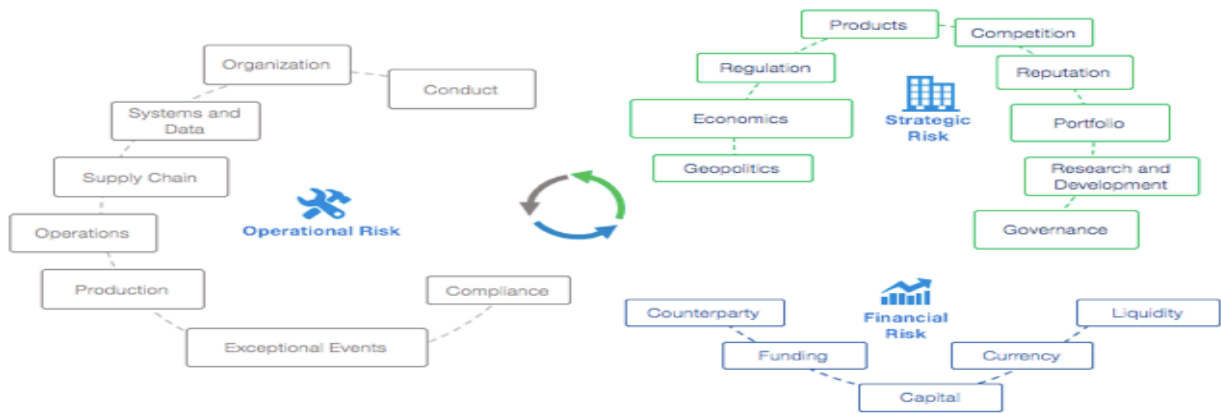 Organization
Conduct
Systems and
Data
Supply Chain
Operations
Production
Exceptional Events
Compliance
Operational Risk
Products
Competition
Regulation
Reputation
Economics
Portfolio
Geopolitics
Research and
Development
Governance
Strategic
Risk
Counterparty
Liquidity
Funding
Currency
Capital
Financial
Risk